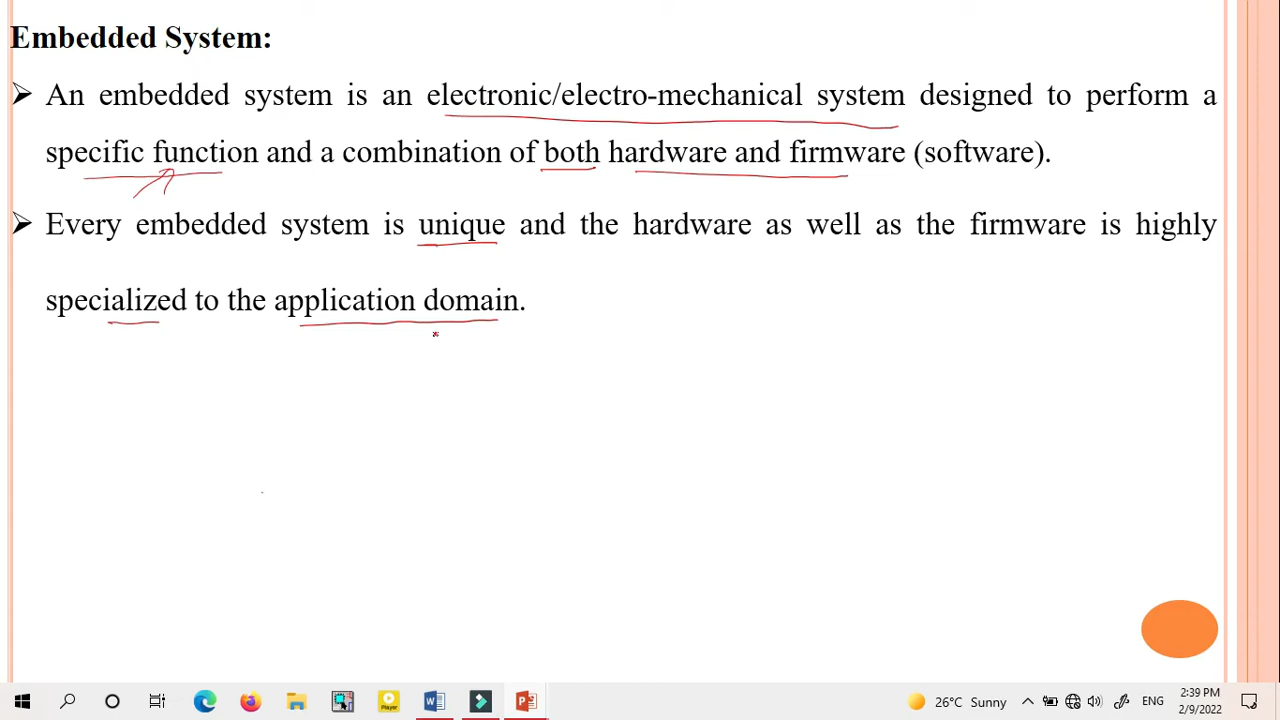 Embedded System:
➢ An embedded system is an electronic/electro-mechanical system designed to perform a
specific function and a combination of both hardware and firmware (software).
➢ Every embedded system is unique and the hardware as well as the firmware is highly
specialized to the application domain.
Player
26°C Sunny
ENG
2:39 PM
2/9/2022